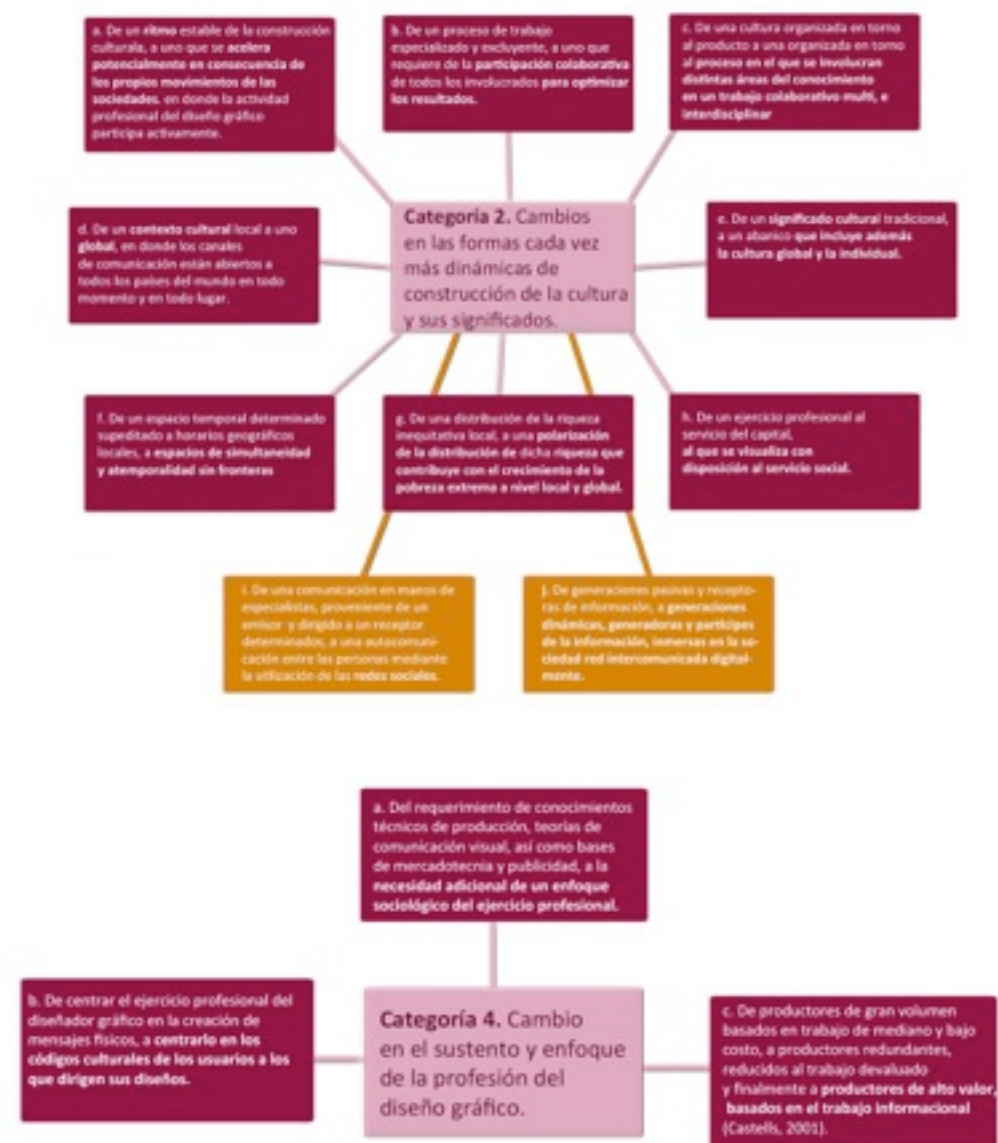 a. De un ritmo estable de la construcción
culturala, a uno que se acelera
potencialmente en consecuencia de
los propios movimientos de las
sociedades. en donde la actividad
profesional del diseño gráfico
participa activamente.
b. De un proceso de trabajo
especializado y excluyente, a uno que
requiere de la participación colaborativa
de todos los involucrados para optimizar
los resultados.
c. De una cultura organizada en torno
al producto a una organizada en torno
al proceso en el que se involucran
distintas áreas del conocimiento
en un trabajo colaborativo multi, e
interdisciplinar
d. De un contexto cultural local a uno
global, en donde los canales
de comunicación están abiertos a
todos los países del mundo en todo
momento y en todo lugar.
Categoría 2. Cambios
en las formas cada vez
más dinámicas de
construcción de la cultura
y sus significados.
e. De un significado cultural tradicional,
a un abanico que incluye además
la cultura global y la individual.
f. De un espacio temporal determinado
supeditado a horarios geográficos
locales, a espacios de simultaneidad
y atemporalidad sin fronteras
g. De una distribución de la riqueza
inequitativa local, a una polarización
de la distribución de dicha riqueza que
contribuye con el crecimiento de la
pobreza extrema a nivel local y global.
h. De un ejercicio profesional al
servicio del capital,
al que se visualiza con
disposición al servicio social.
i. De una comunicación en manos de
especialistas, proveniente de un
emisor y dirigido a un receptor
determinados, a una autocomuni-
cación entre las personas mediante
la utilización de las redes sociales.
j. De generaciones pasivas y recepto-
ras de información, a generaciones
dinámicas, generadoras y partícipes
de la información, inmersas en la so-
ciedad red intercomunicada digital-
mente.
a. Del requerimiento de conocimientos
técnicos de producción, teorías de
comunicación visual, así como bases
de mercadotecnia y publicidad, a la
necesidad adicional de un enfoque
sociológico del ejercicio profesional.
b. De centrar el ejercicio profesional del
diseñador gráfico en la creación de
mensajes físicos, a centrarlo en los
códigos culturales de los usuarios a los
que dirigen sus diseños.
Categoría 4. Cambio
en el sustento y enfoque
de la profesión del
diseño gráfico.
c. De productores de gran volumen
basados en trabajo de mediano y bajo
costo, a productores redundantes,
reducidos al trabajo devaluado
y finalmente a productores de alto valor,
basados en el trabajo informacional
(Castells, 2001).